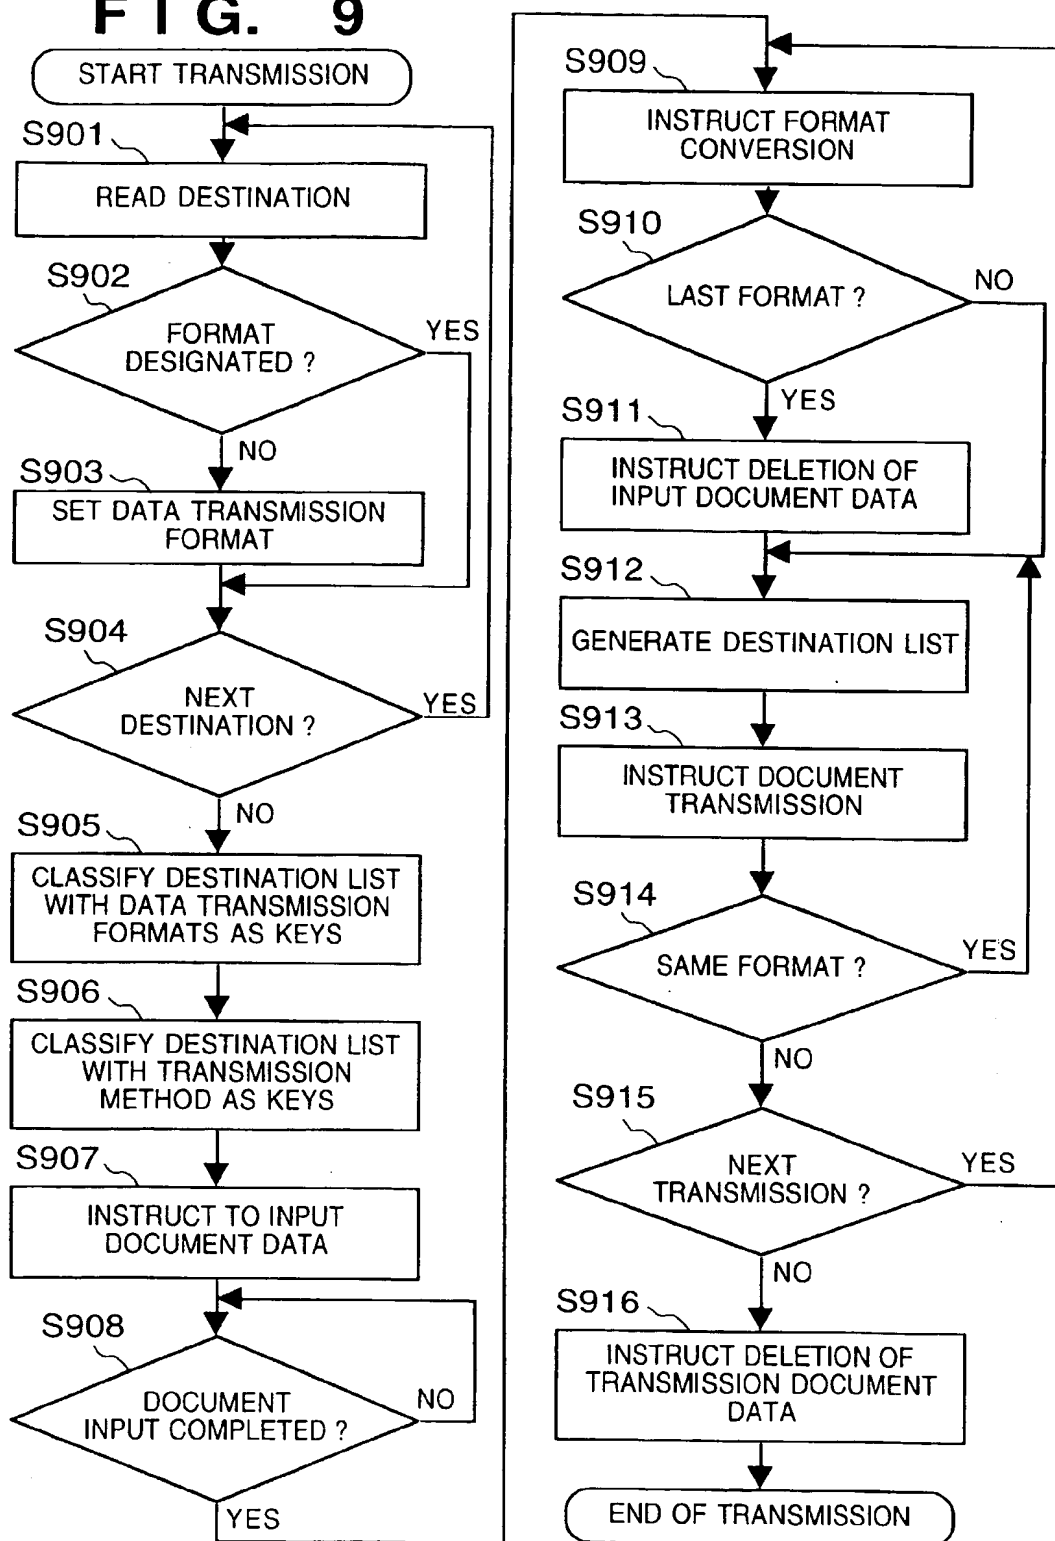 FIG. 9
START TRANSMISSION
S901
READ DESTINATION
S902
FORMAT
DESIGNATED ?
YES
NO
S903
SET DATA TRANSMISSION
FORMAT
S904
NEXT
DESTINATION ?
YES
NO
S905
CLASSIFY DESTINATION LIST
WITH DATA TRANSMISSION
FORMATS AS KEYS
S906
CLASSIFY DESTINATION LIST
WITH TRANSMISSION
METHOD AS KEYS
S907
INSTRUCT TO INPUT
DOCUMENT DATA
S908
DOCUMENT
INPUT COMPLETED ?
NO
YES
S909
INSTRUCT FORMAT
CONVERSION
S910
LAST FORMAT ?
NO
YES
S911
INSTRUCT DELETION OF
INPUT DOCUMENT DATA
S912
GENERATE DESTINATION LIST
S913
INSTRUCT DOCUMENT
TRANSMISSION
S914
SAME FORMAT ?
YES
NO
S915
NEXT
TRANSMISSION ?
YES
NO
S916
INSTRUCT DELETION OF
TRANSMISSION DOCUMENT
DATA
END OF TRANSMISSION